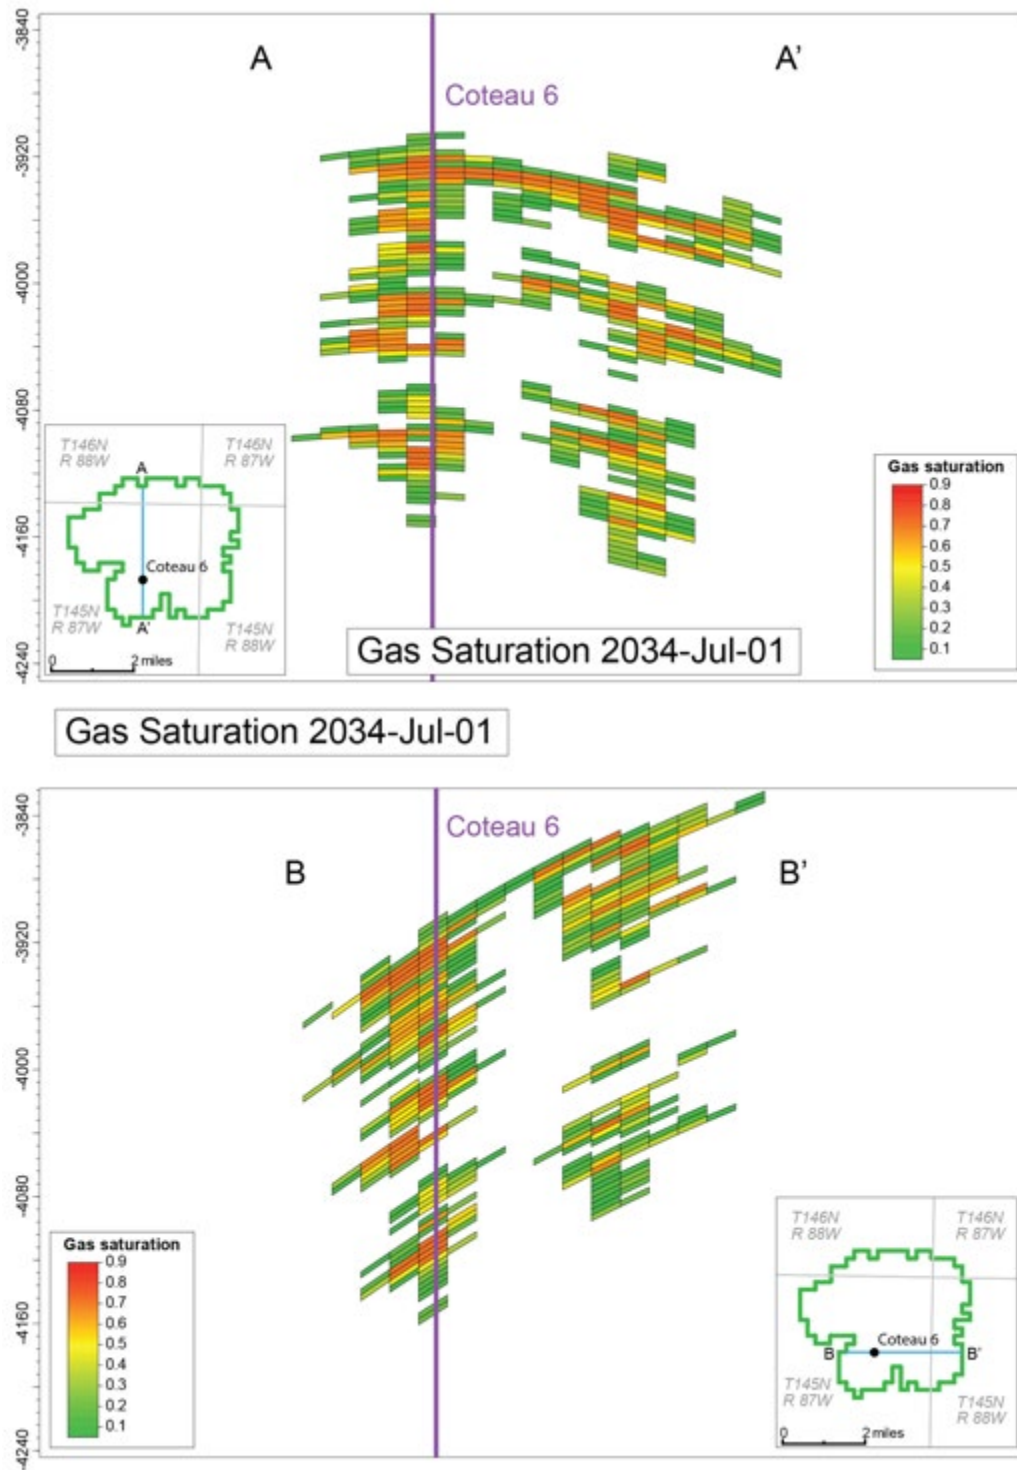 A
A'
Coteau 6
-3840
-3920
-4000
-4080
-4160
-4240
T146N
R 88W
T146N
R 87W
A
Coteau 6
T145N
R 87W
A'
T145N
R 88W
0
2 miles
Gas saturation
0.9
0.8
0.7
0.6
0.5
0.4
0.3
0.2
0.1
Gas Saturation 2034-Jul-01
Gas Saturation 2034-Jul-01
-3840
-3920
-4000
-4080
-4160
-4240
Coteau 6
B
B'
Gas saturation
0.9
0.8
0.7
0.6
0.5
0.4
0.3
0.2
0.1
T146N
R 88W
T146N
R 87W
B
Coteau 6
B'
T145N
R 87W
T145N
R 88W
0
2 miles